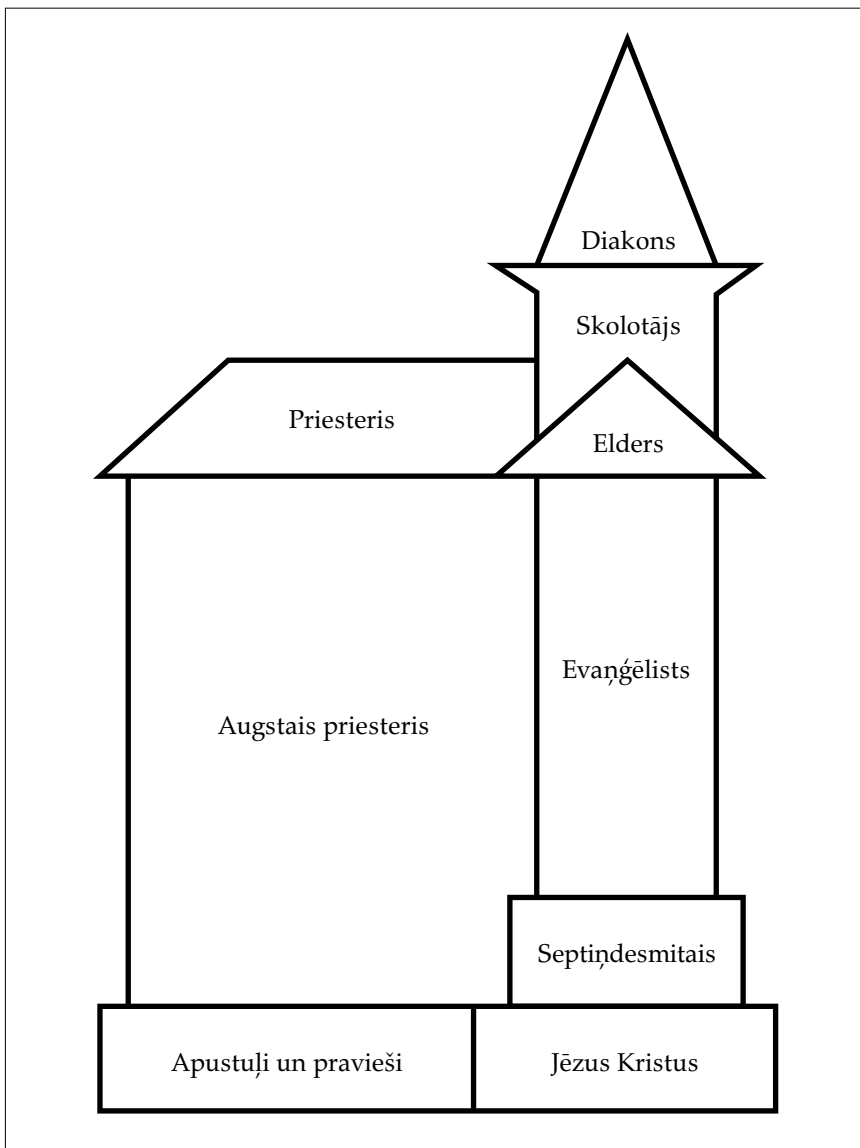 Diakons
Skolotājs
Priesteris
Elders
Evaņģēlists
Augstais priesteris
Septiņdesmitais
Apustuļi un pravieši
Jēzus Kristus